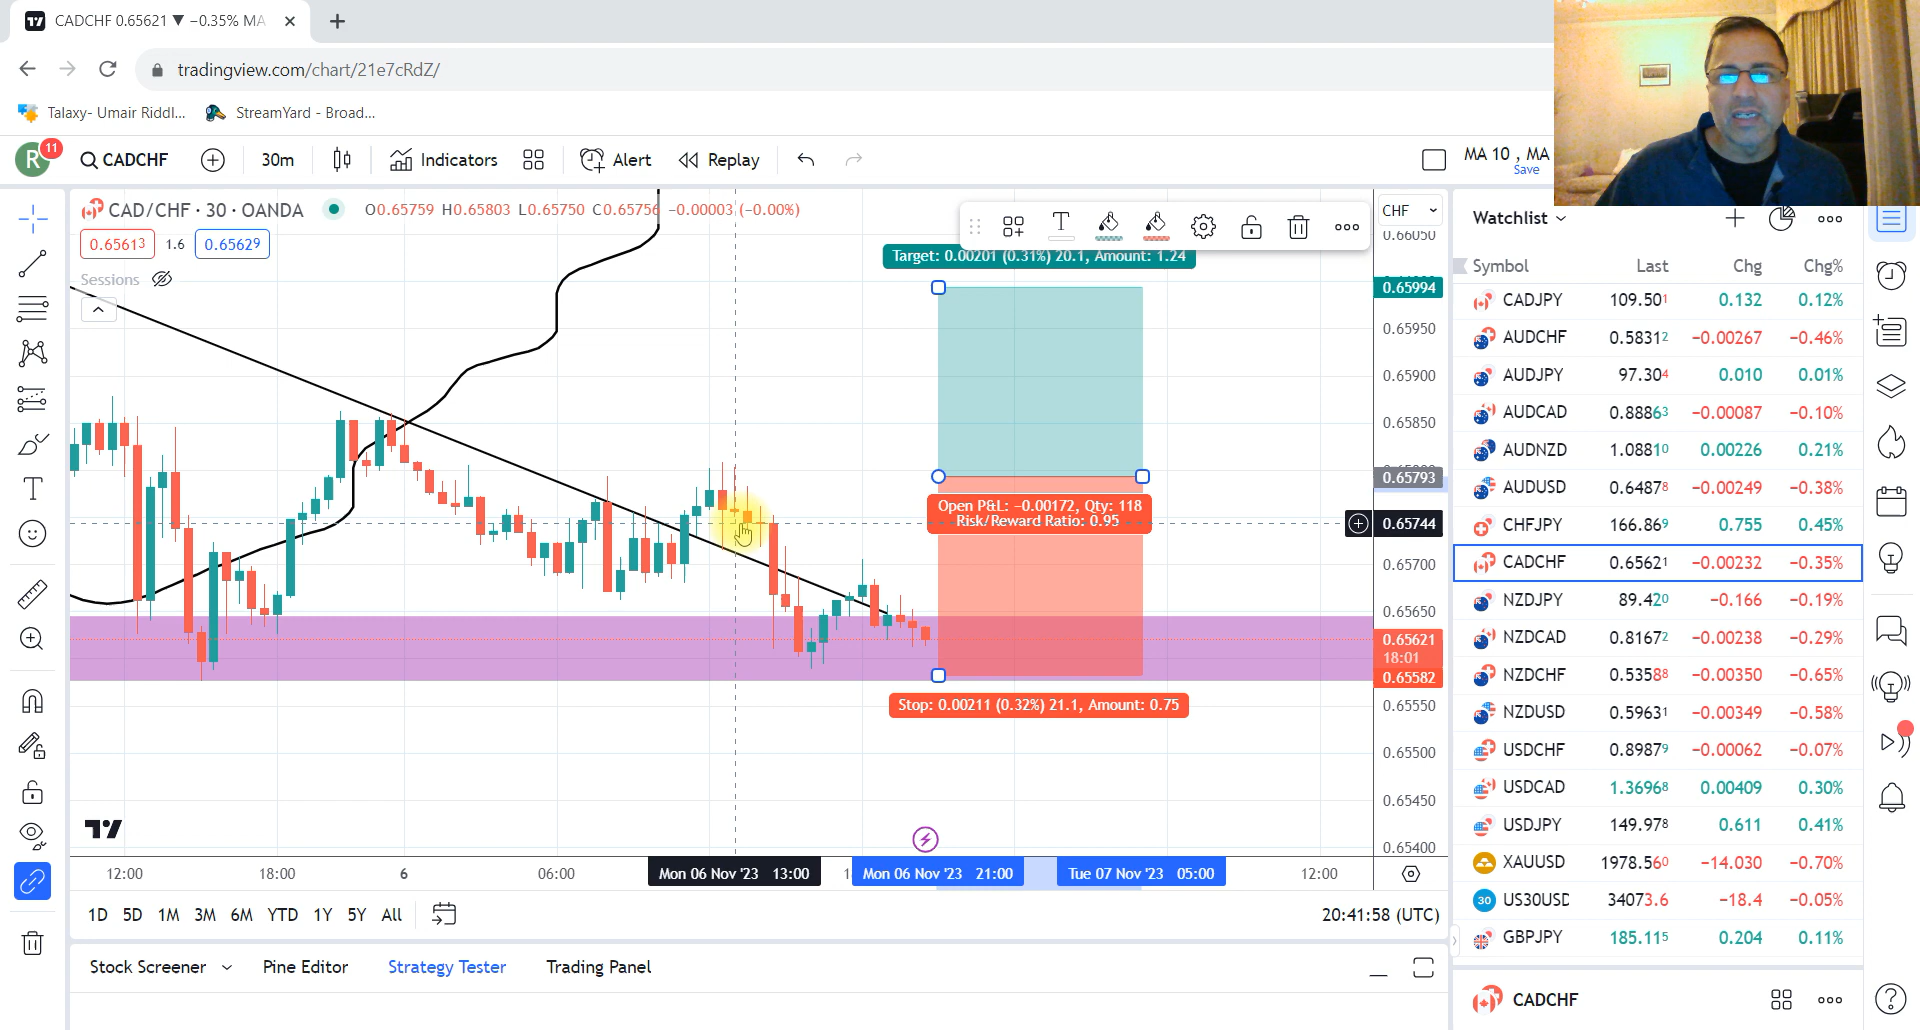 CADCHF 0.65621 ▼ −0.35% MA
tradingview.com/chart/21e7cRdZ/
Talaxy- Umair Riddl...
StreamYard - Broad...
R
11
CADCHF
30m
Indicators
Alert
Replay
MA 10 , MA
Save
CAD/CHF · 30 · OANDA
O0.65759 H0.65803 L0.65750 C0.65756 −0.00003 (−0.00%)
0.65613
1.6
0.65629
Sessions
Target: 0.00201 (0.31%) 20.1, Amount: 1.24
Open P&L: −0.00172, Qty: 118
Risk/Reward Ratio: 0.95
Stop: 0.00211 (0.32%) 21.1, Amount: 0.75
CHF
0.66050
0.65994
0.65950
0.65900
0.65850
0.65793
0.65744
0.65700
0.65650
0.65621
18:01
0.65582
0.65550
0.65500
0.65450
0.65400
12:00
18:00
6
06:00
Mon 06 Nov '23 13:00
Mon 06 Nov '23 21:00
Tue 07 Nov '23 05:00
12:00
1D
5D
1M
3M
6M
YTD
1Y
5Y
All
20:41:58 (UTC)
Stock Screener
Pine Editor
Strategy Tester
Trading Panel
Watchlist
Symbol Last Chg Chg%
CADJPY 109.501 0.132 0.12%
AUDCHF 0.58312 −0.00267 −0.46%
AUDJPY 97.304 0.010 0.01%
AUDCAD 0.88863 −0.00087 −0.10%
AUDNZD 1.08810 0.00226 0.21%
AUDUSD 0.64878 −0.00249 −0.38%
CHFJPY 166.869 0.755 0.45%
CADCHF 0.65621 −0.00232 −0.35%
NZDJPY 89.420 −0.166 −0.19%
NZDCAD 0.81672 −0.00238 −0.29%
NZDCHF 0.53588 −0.00350 −0.65%
NZDUSD 0.59631 −0.00349 −0.58%
USDCHF 0.89879 −0.00062 −0.07%
USDCAD 1.36968 0.00409 0.30%
USDJPY 149.978 0.611 0.41%
XAUUSD 1978.560 −14.030 −0.70%
30 US30USD 34073.6 −18.4 −0.05%
GBPJPY 185.115 0.204 0.11%
CADCHF